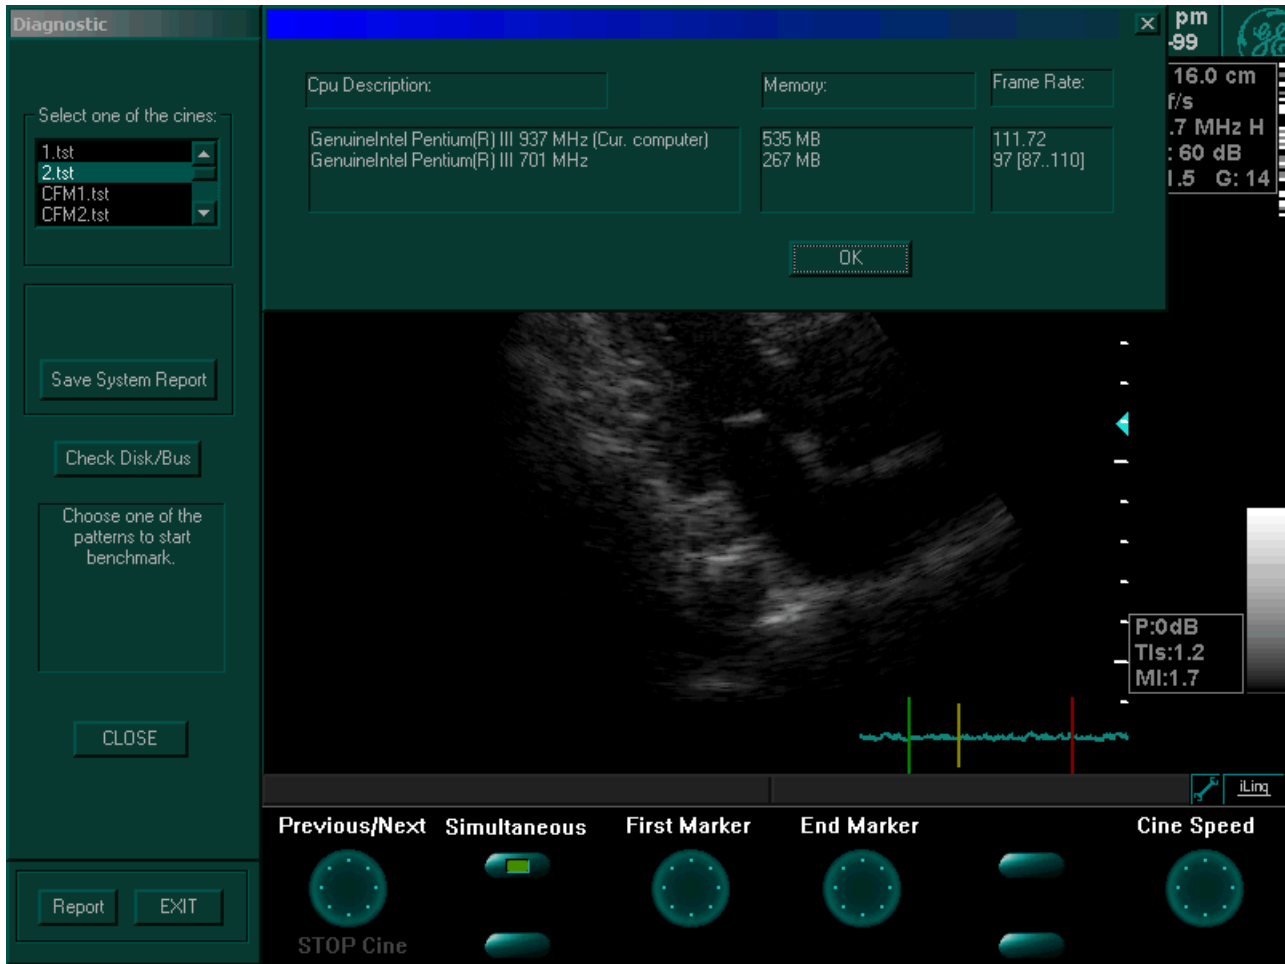 Diagnostic
Select one of the cines:
1.tst
2.tst
CFM1.tst
CFM2.tst
Save System Report
Check Disk/Bus
Choose one of the
patterns to start
benchmark.
CLOSE
Report
EXIT
Cpu Description:
Memory:
Frame Rate:
GenuineIntel Pentium(R) III 937 MHz (Cur. computer)
535 MB
111.72
GenuineIntel Pentium(R) III 701 MHz
267 MB
97 [87..110]
OK
pm
-99
GE
16.0 cm
f/s
.7 MHz H
: 60 dB
.5 G: 14
P:0dB
TIs:1.2
MI:1.7
iLinq
Previous/Next
Simultaneous
First Marker
End Marker
Cine Speed
STOP Cine